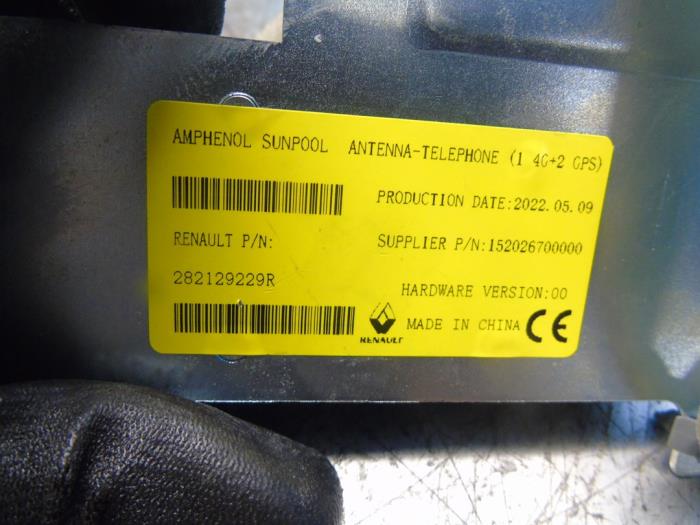 AMPHENOL SUNPOOL ANTENNA-TELEPHONE (1 4G+2 GPS)
PRODUCTION DATE:2022.05.09
RENAULT P/N: SUPPLIER P/N:152026700000
282129229R
HARDWARE VERSION:00
RENAULT MADE IN CHINA CE